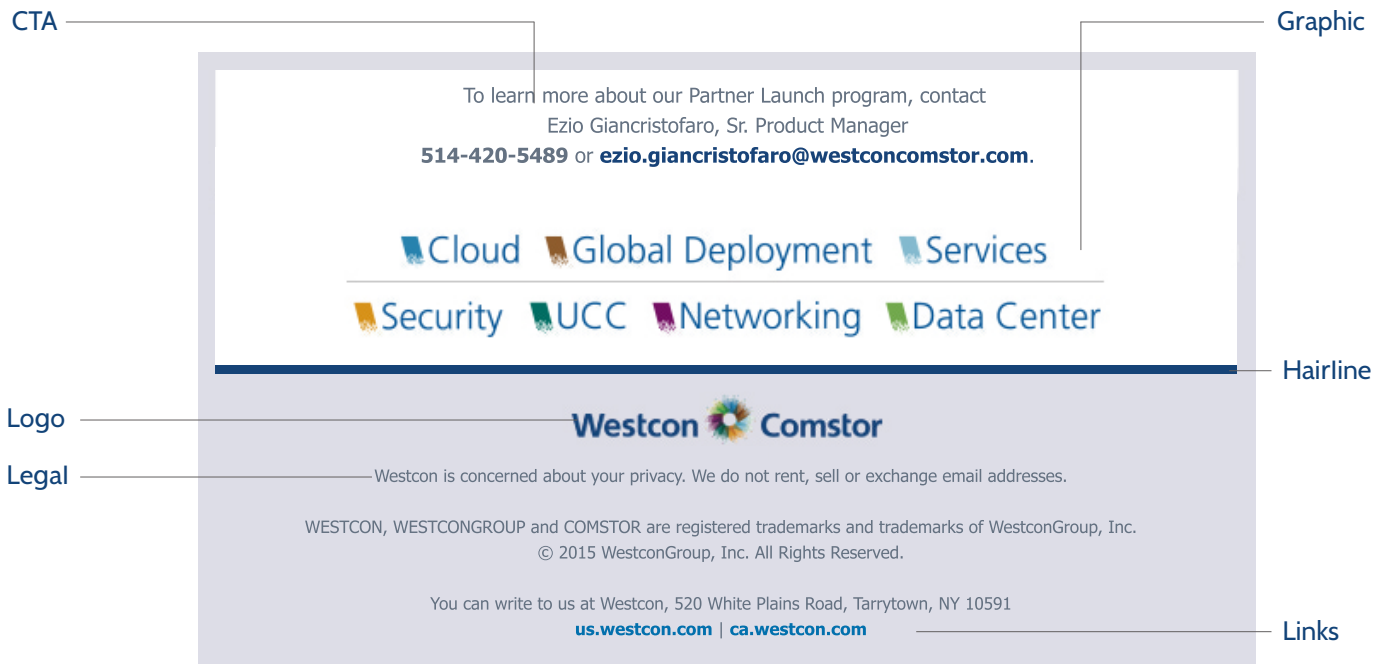 CTA
Graphic
To learn more about our Partner Launch program, contact
Ezio Giancristofaro, Sr. Product Manager
514-420-5489 or ezio.giancristofaro@westconcomstor.com.
Cloud Global Deployment Services
Security UCC Networking Data Center
Hairline
Logo
Westcon Comstor
Legal
Westcon is concerned about your privacy. We do not rent, sell or exchange email addresses.
WESTCON, WESTCONGROUP and COMSTOR are registered trademarks and trademarks of WestconGroup, Inc.
© 2015 WestconGroup, Inc. All Rights Reserved.
You can write to us at Westcon, 520 White Plains Road, Tarrytown, NY 10591
us.westcon.com | ca.westcon.com
Links